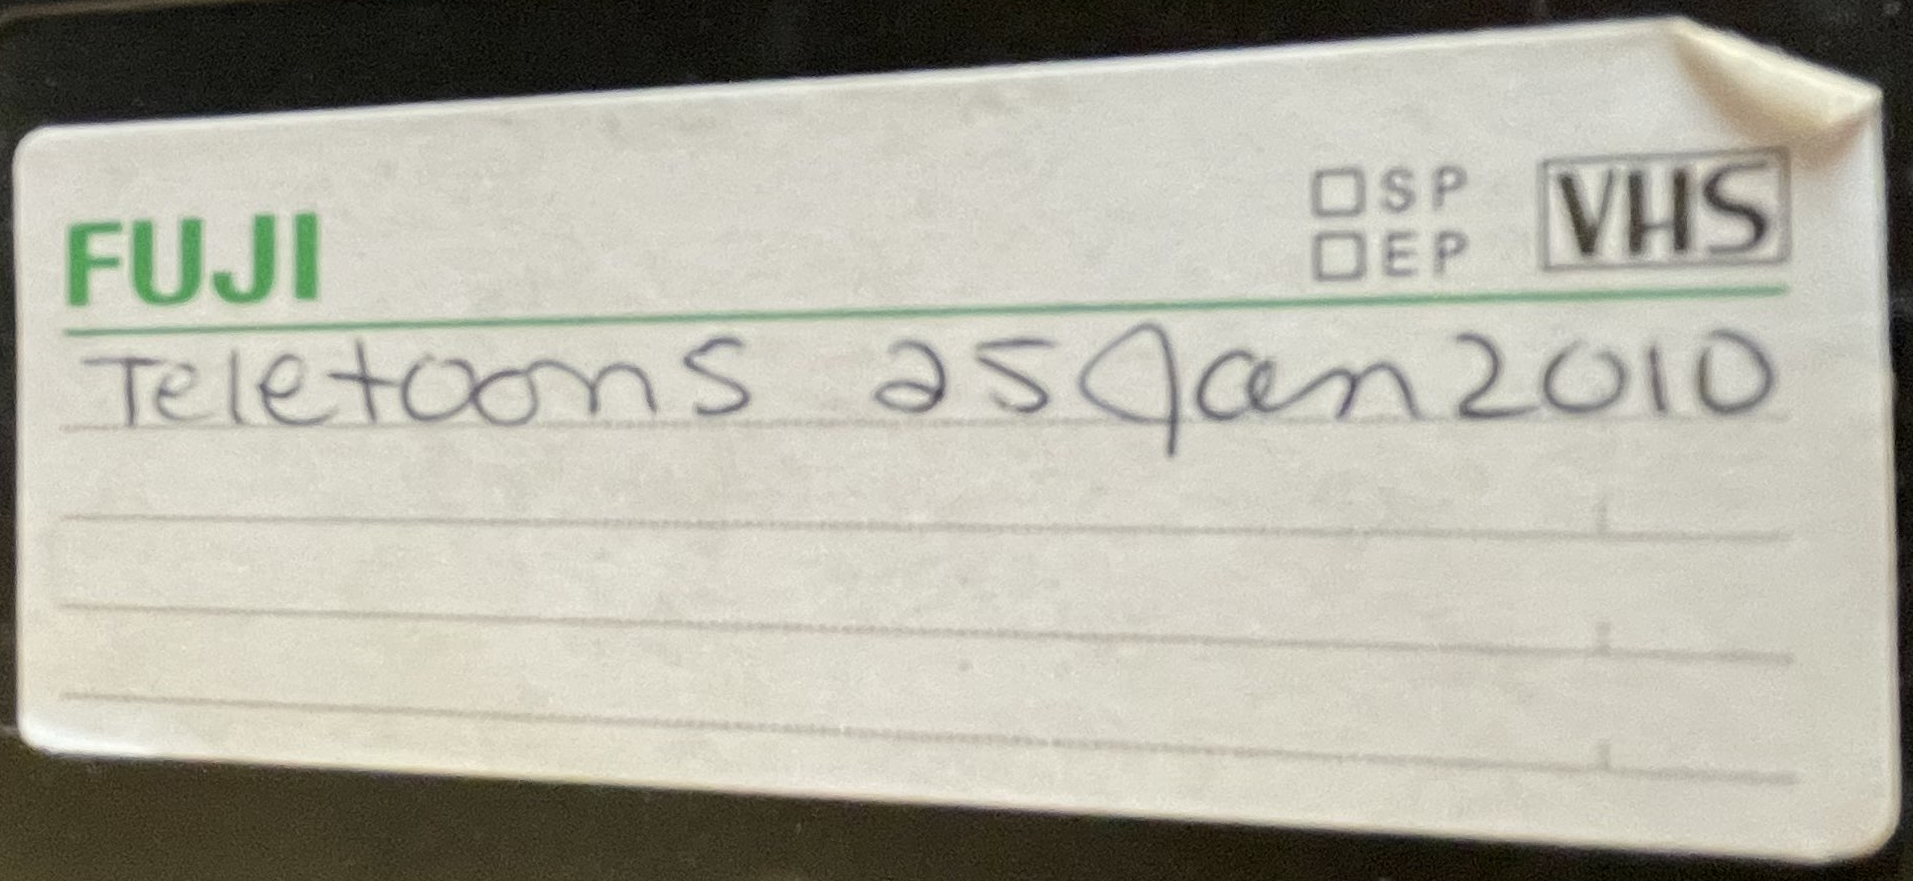 FUJI
□ SP
□ EP
VHS
Teletoons 25 Jan 2010